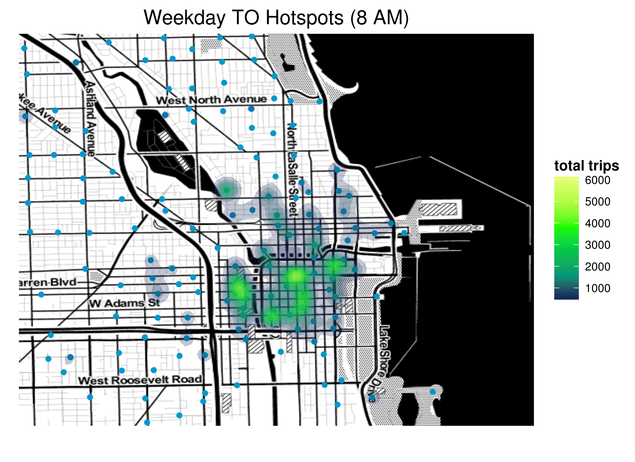 Weekday TO Hotspots (8 AM)
West North Avenue
Ashland Avenue
kee Avenue
North LaSalle Street
arren Blvd
W Adams St
Lake Shore Drive
West Roosevelt Road
total trips
6000
5000
4000
3000
2000
1000